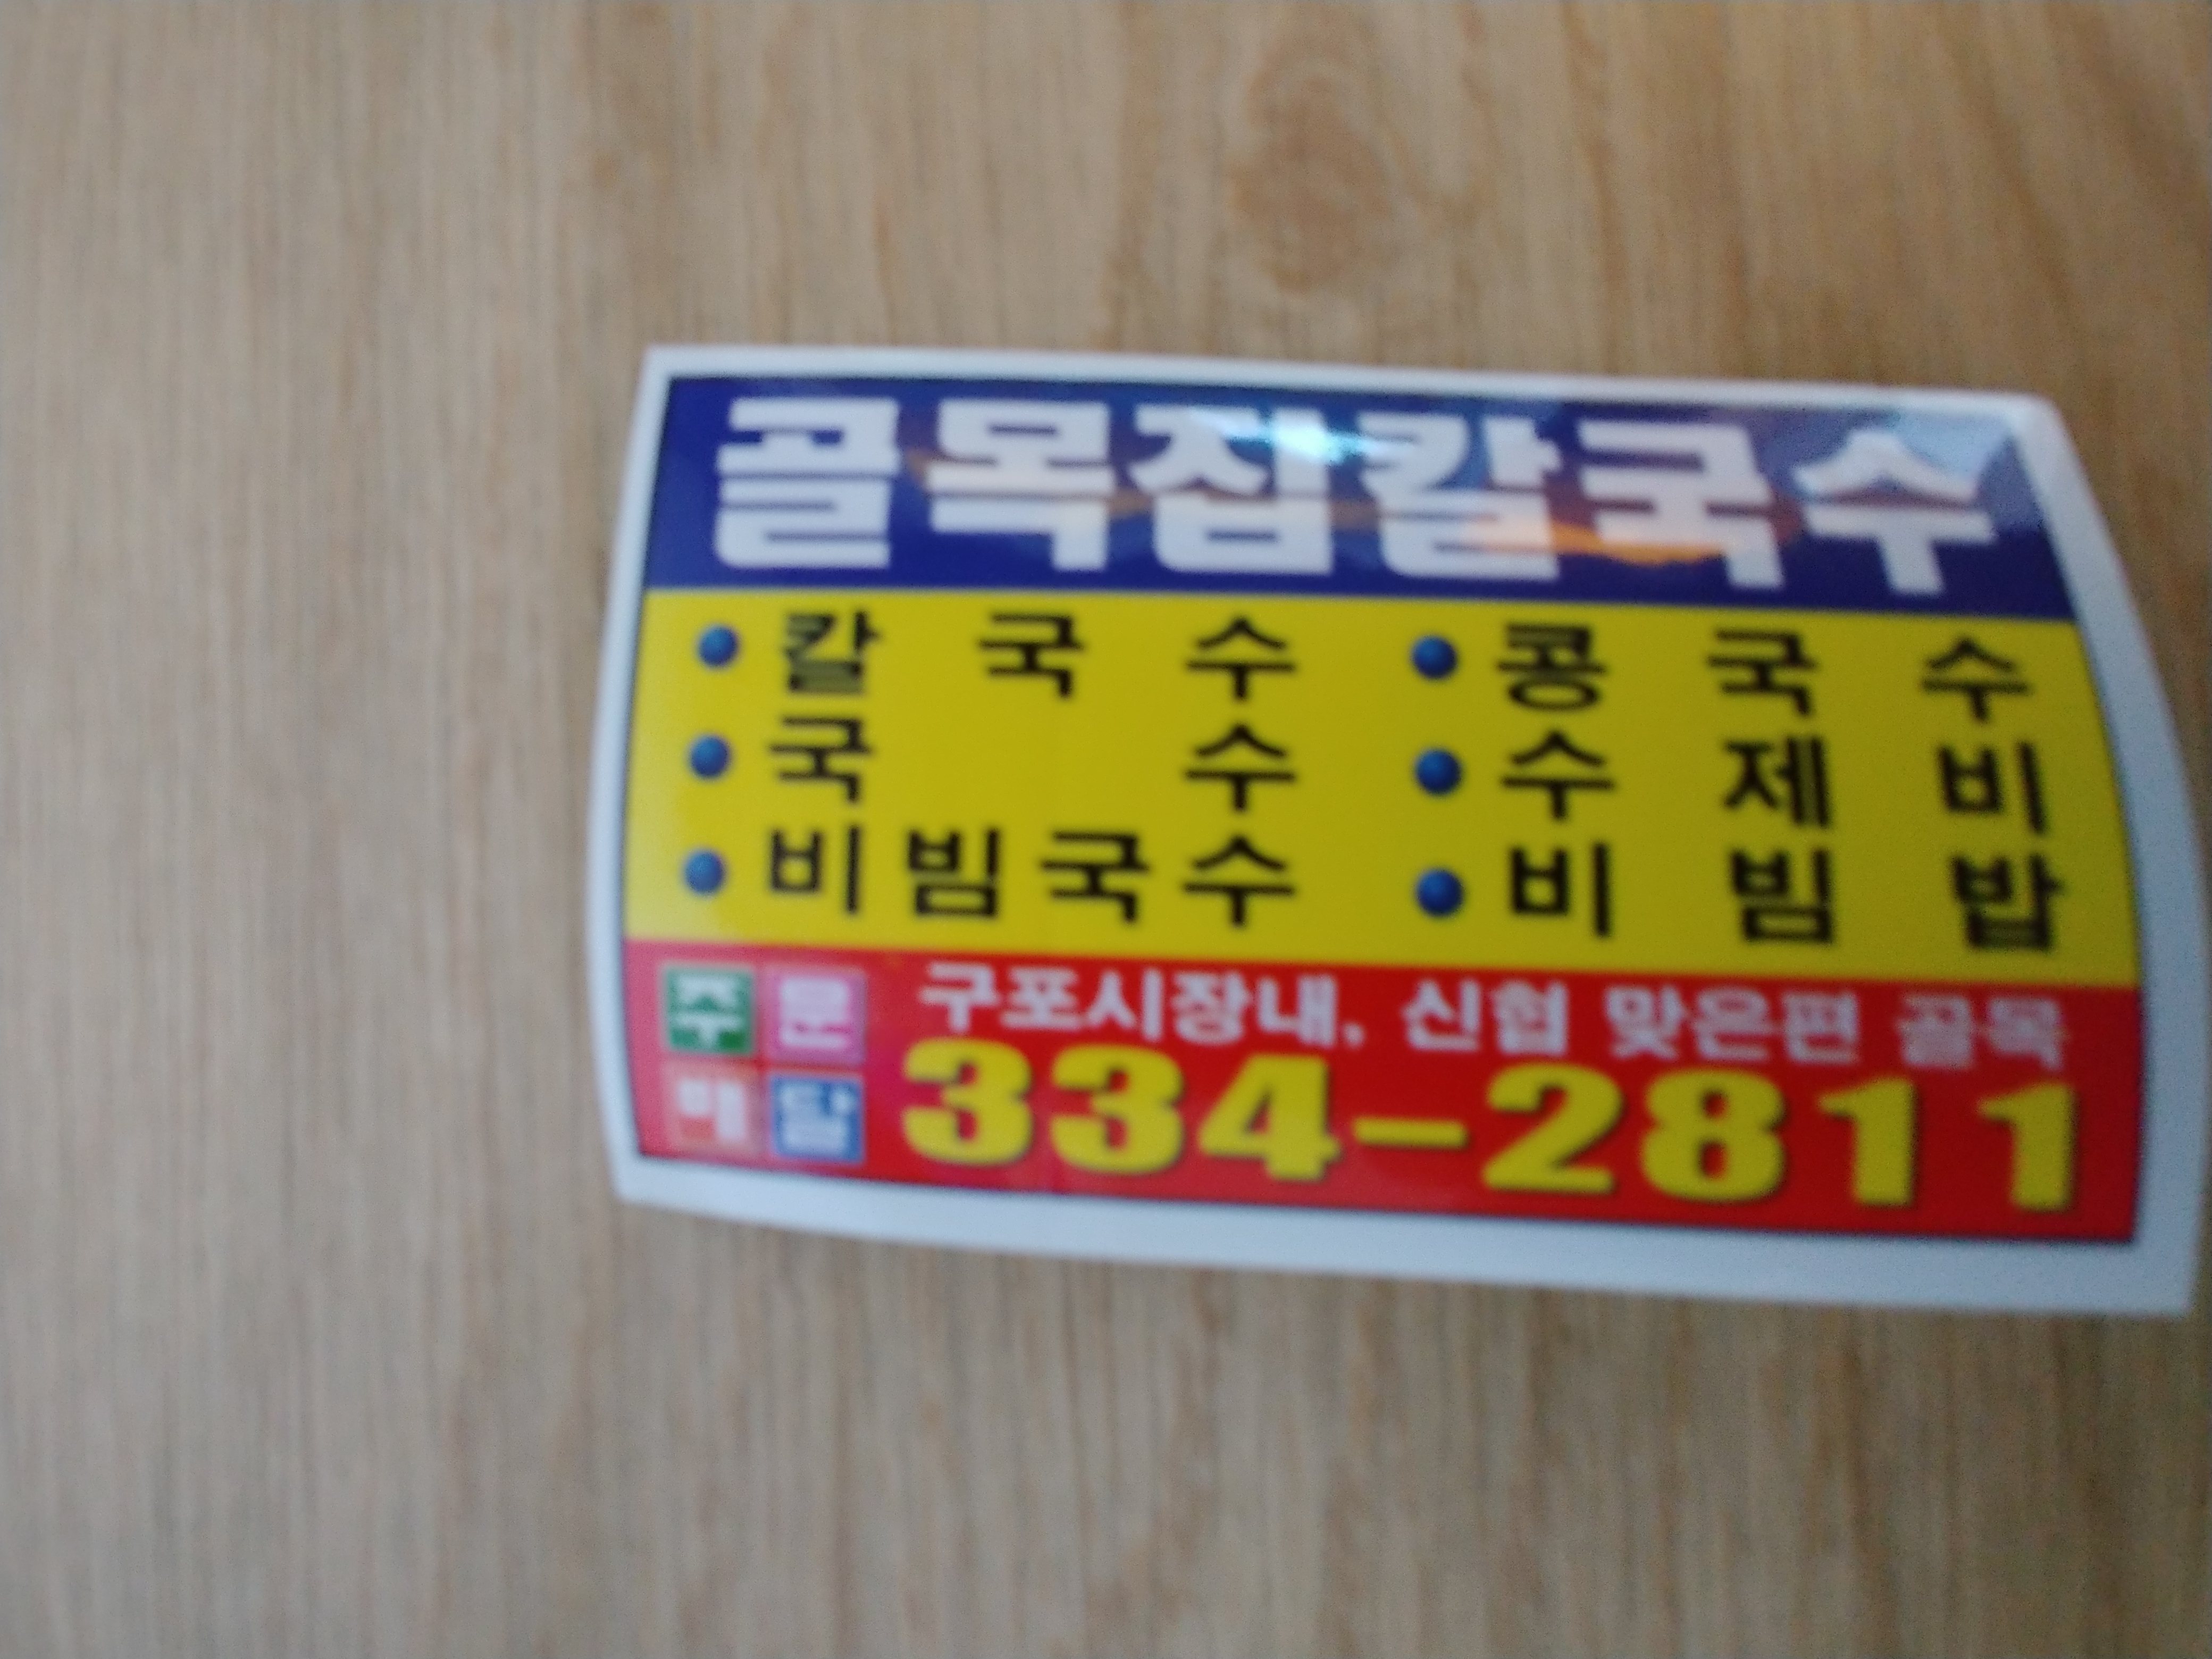 골목집칼국수
• 칼국수 • 콩국수
• 국수 • 수제비
• 비빔국수 • 비빔밥
주문 구포시장내, 신협 맞은편 골목
배달 334-2811